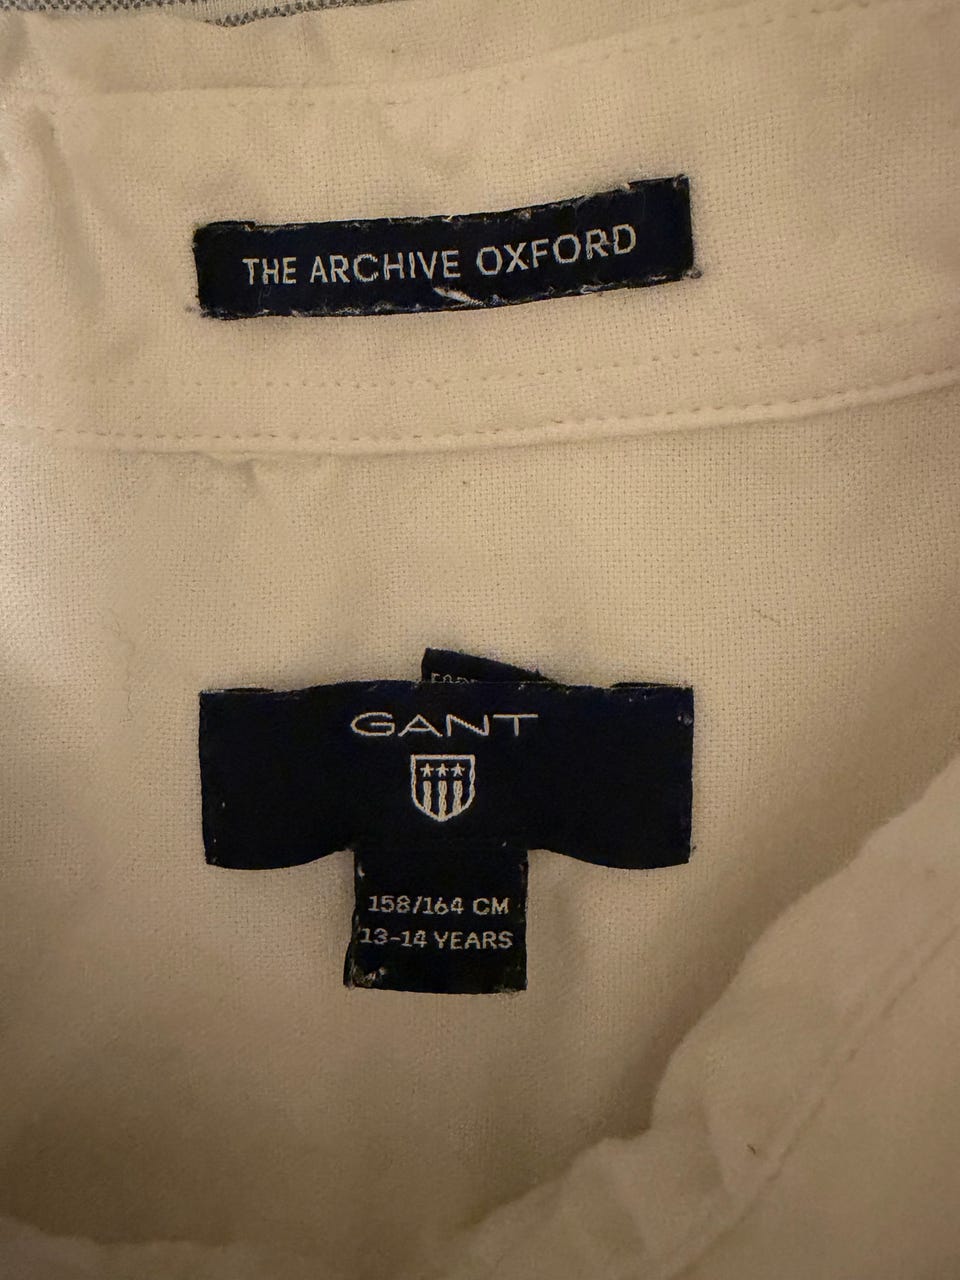 THE ARCHIVE OXFORD
GANT
158/164 CM
13-14 YEARS